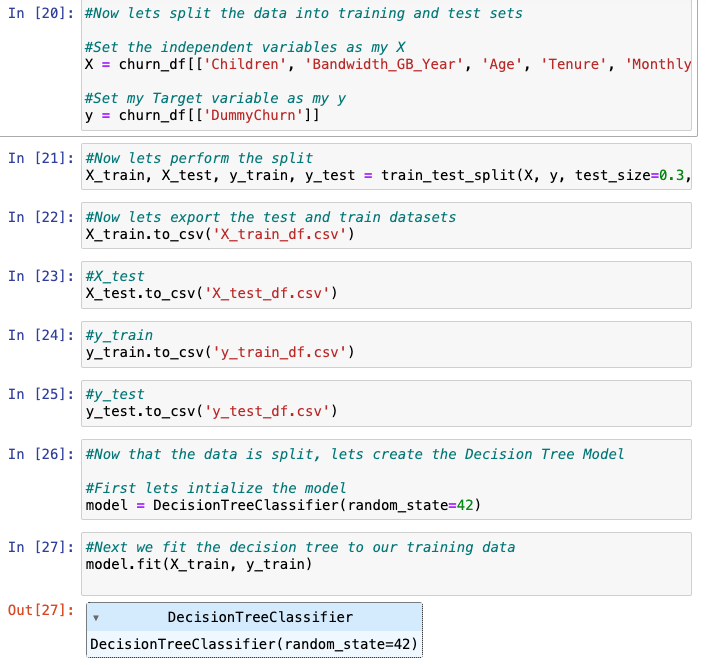 In [20]: #Now lets split the data into training and test sets
#Set the independent variables as my X
X = churn_df[['Children', 'Bandwidth_GB_Year', 'Age', 'Tenure', 'Monthly
#Set my Target variable as my y
y = churn_df[['DummyChurn']]
In [21]: #Now lets perform the split
X_train, X_test, y_train, y_test = train_test_split(X, y, test_size=0.3,
In [22]: #Now lets export the test and train datasets
X_train.to_csv('X_train_df.csv')
In [23]: #X_test
X_test.to_csv('X_test_df.csv')
In [24]: #y_train
y_train.to_csv('y_train_df.csv')
In [25]: #y_test
y_test.to_csv('y_test_df.csv')
In [26]: #Now that the data is split, lets create the Decision Tree Model
#First lets intialize the model
model = DecisionTreeClassifier(random_state=42)
In [27]: #Next we fit the decision tree to our training data
model.fit(X_train, y_train)
Out[27]: ▾ DecisionTreeClassifier
DecisionTreeClassifier(random_state=42)